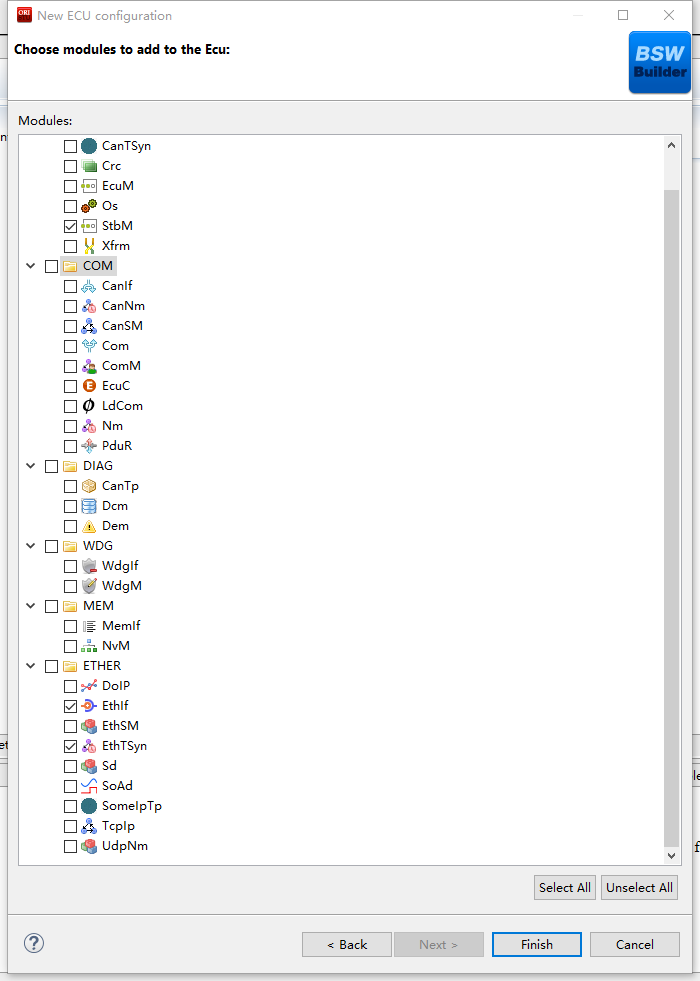 ORI
New ECU configuration
Choose modules to add to the Ecu:
BSW
Builder
Modules:
CanTSyn
Crc
EcuM
Os
StbM
Xfrm
COM
CanIf
CanNm
CanSM
Com
ComM
EcuC
LdCom
Nm
PduR
DIAG
CanTp
Dcm
Dem
WDG
WdgIf
WdgM
MEM
MemIf
NvM
ETHER
DoIP
EthIf
EthSM
EthTSyn
Sd
SoAd
SomeIpTp
TcpIp
UdpNm
Select All
Unselect All
?
< Back
Next >
Finish
Cancel